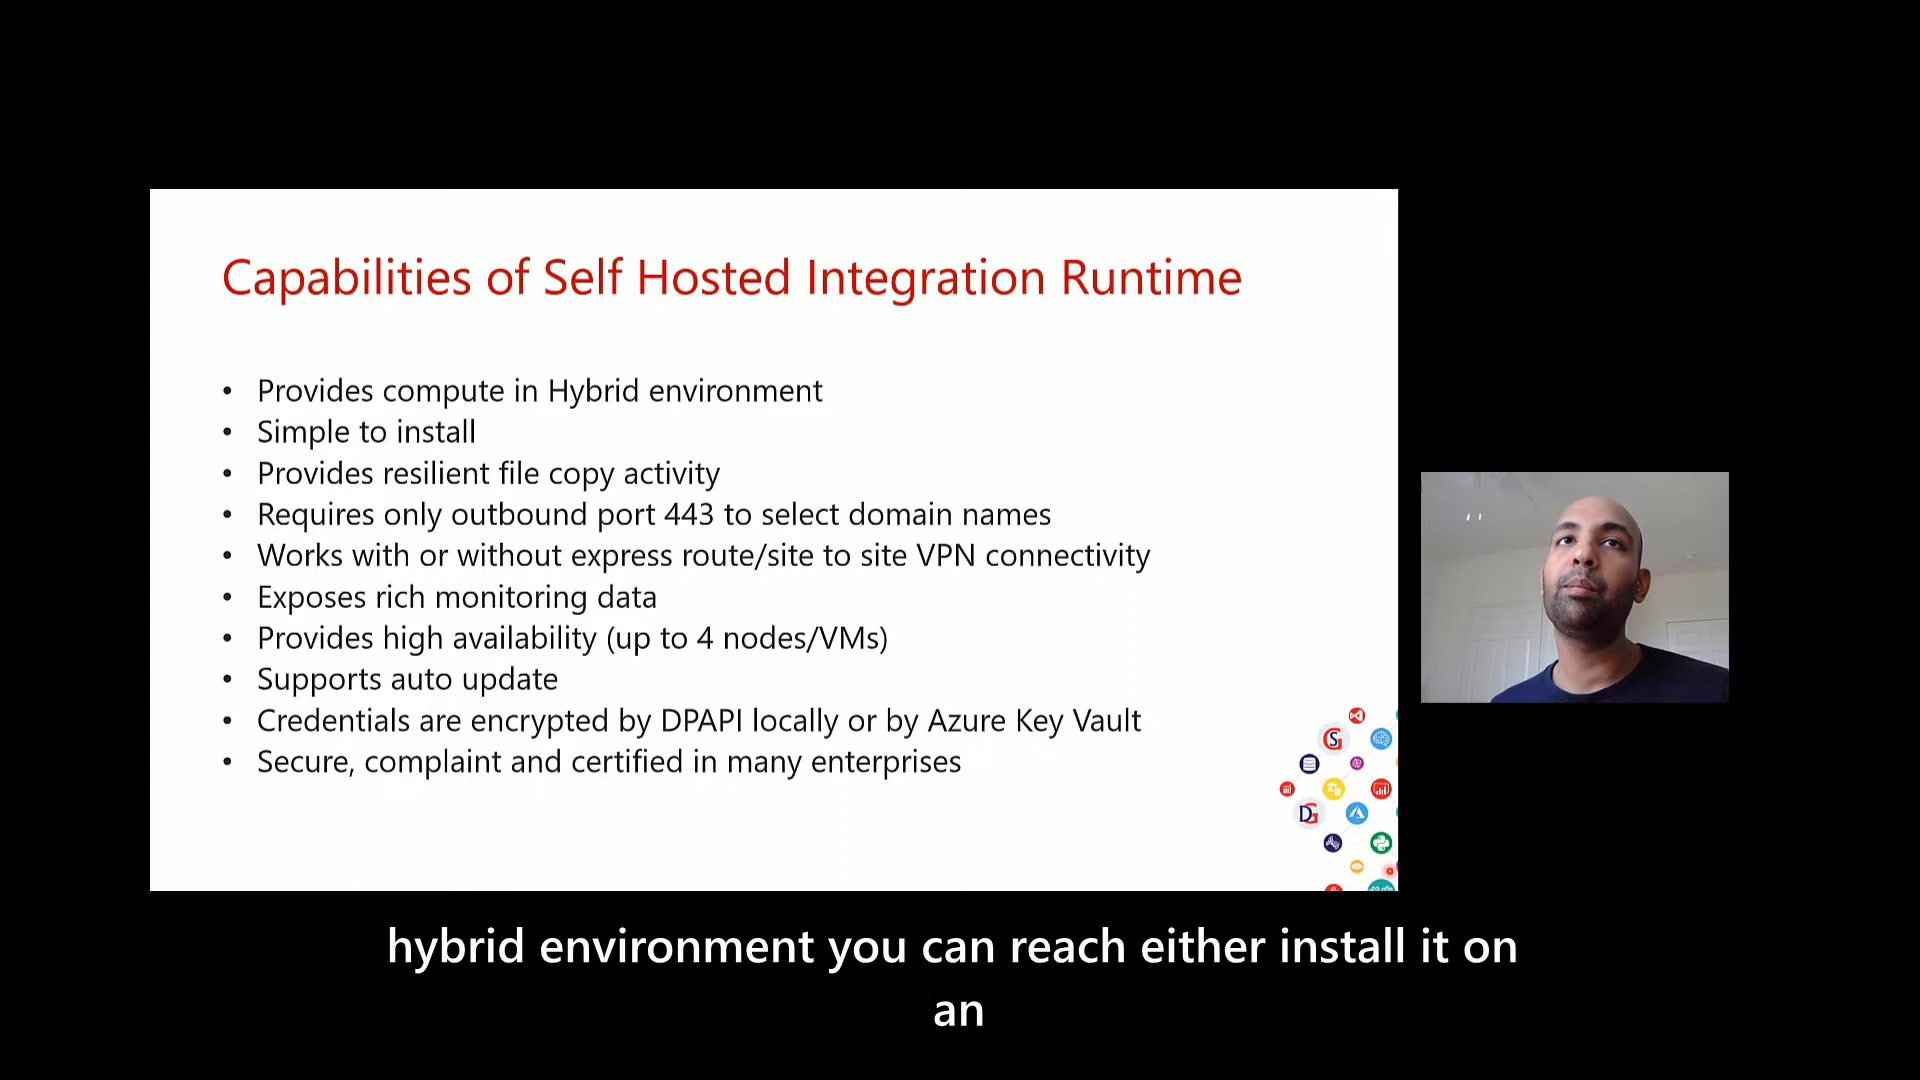 Capabilities of Self Hosted Integration Runtime
• Provides compute in Hybrid environment
• Simple to install
• Provides resilient file copy activity
• Requires only outbound port 443 to select domain names
• Works with or without express route/site to site VPN connectivity
• Exposes rich monitoring data
• Provides high availability (up to 4 nodes/VMs)
• Supports auto update
• Credentials are encrypted by DPAPI locally or by Azure Key Vault
• Secure, complaint and certified in many enterprises
GS
DG
hybrid environment you can reach either install it on
an